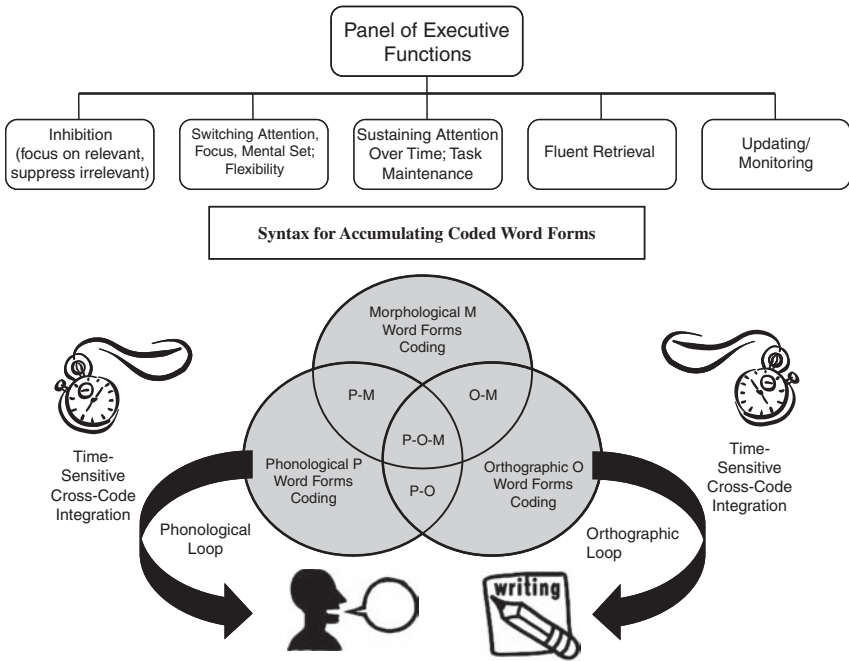 Panel of Executive
Functions
Inhibition
(focus on relevant,
suppress irrelevant)
Switching Attention,
Focus, Mental Set;
Flexibility
Sustaining Attention
Over Time; Task
Maintenance
Fluent Retrieval
Updating/
Monitoring
Syntax for Accumulating Coded Word Forms
Morphological M
Word Forms
Coding
P-M
O-M
P-O-M
Phonological P
Word Forms
Coding
P-O
Orthographic O
Word Forms
Coding
Time-
Sensitive
Cross-Code
Integration
Time-
Sensitive
Cross-Code
Integration
Phonological
Loop
Orthographic
Loop
writing